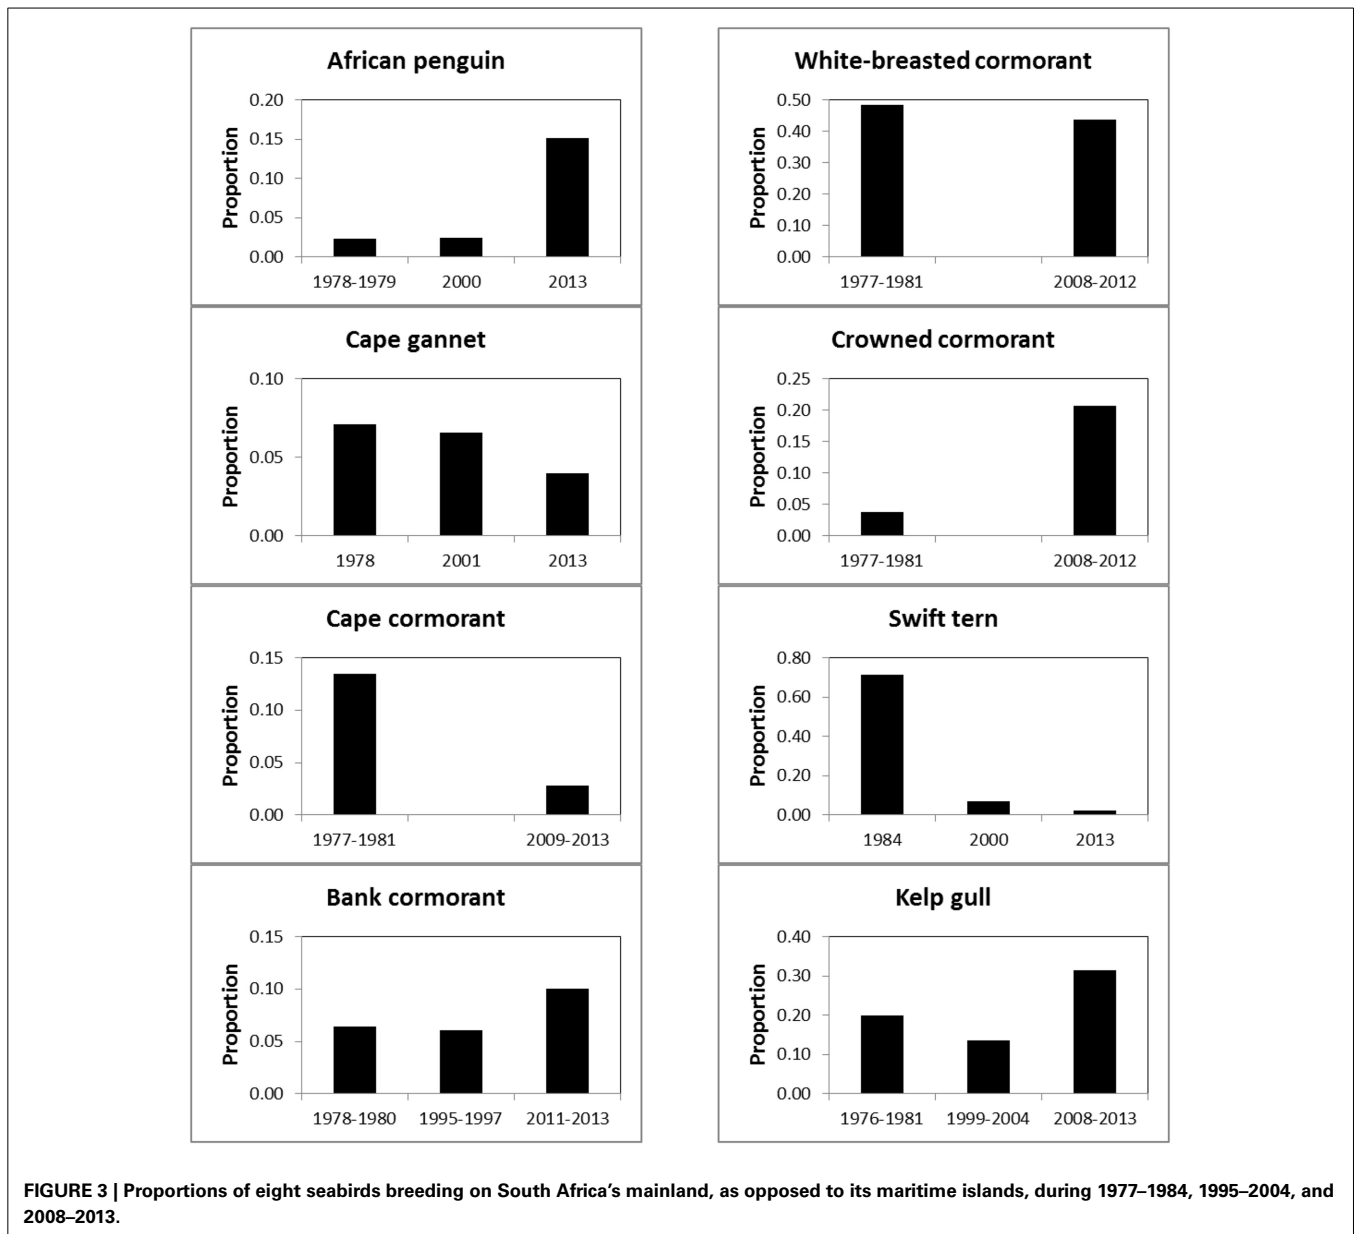 African penguin
Proportion
0.20
0.15
0.10
0.05
0.00
1978-1979 2000 2013
White-breasted cormorant
Proportion
0.50
0.40
0.30
0.20
0.10
0.00
1977-1981 2008-2012
Cape gannet
Proportion
0.10
0.05
0.00
1978 2001 2013
Crowned cormorant
Proportion
0.25
0.20
0.15
0.10
0.05
0.00
1977-1981 2008-2012
Cape cormorant
Proportion
0.15
0.10
0.05
0.00
1977-1981 2009-2013
Swift tern
Proportion
0.80
0.60
0.40
0.20
0.00
1984 2000 2013
Bank cormorant
Proportion
0.15
0.10
0.05
0.00
1978-1980 1995-1997 2011-2013
Kelp gull
Proportion
0.40
0.30
0.20
0.10
0.00
1976-1981 1999-2004 2008-2013
FIGURE 3 | Proportions of eight seabirds breeding on South Africa's mainland, as opposed to its maritime islands, during 1977–1984, 1995–2004, and
2008–2013.